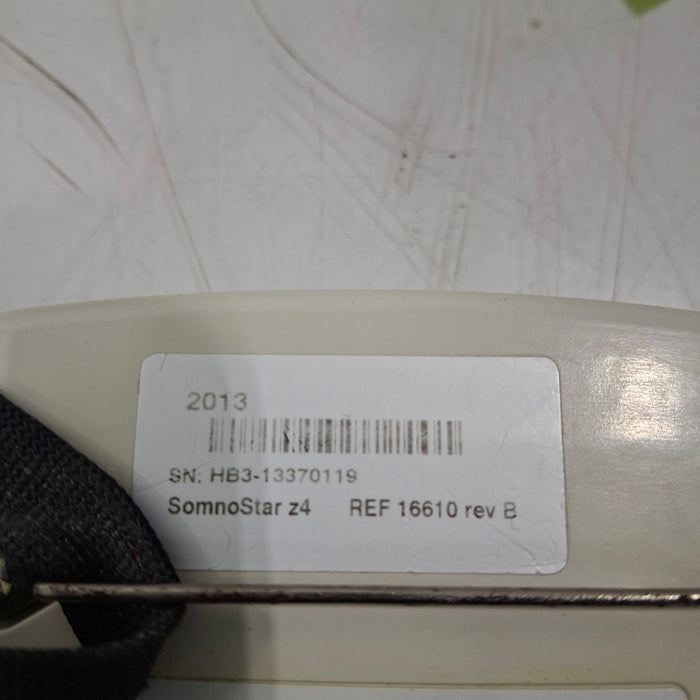 2013
SN: HB3-13370119
SomnoStar z4 REF 16610 rev B